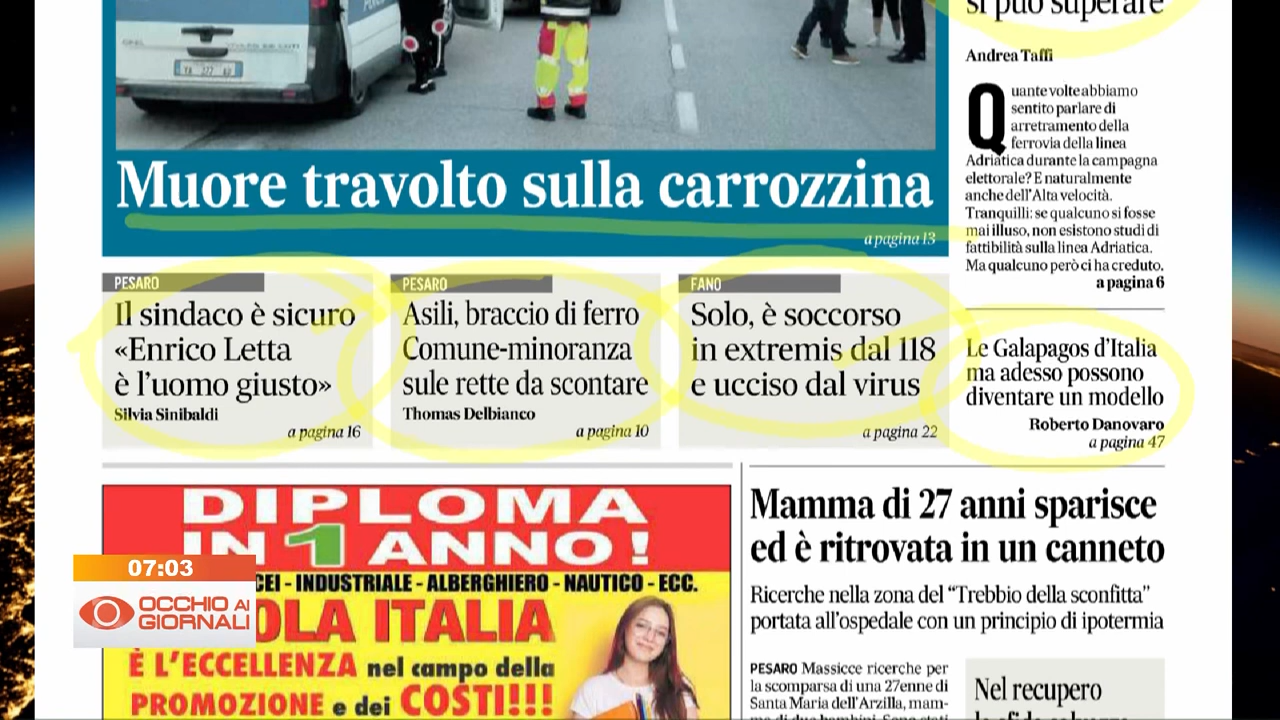 si può superare
Andrea Taffi
Quante volte abbiamo
sentito parlare di
arretramento della
ferrovia della linea
Adriatica durante la campagna
elettorale? E naturalmente
anche dell'Alta velocità.
Tranquilli: se qualcuno si fosse
mai illuso, non esistono studi di
fattibilità sulla linea Adriatica.
Ma qualcuno però ci ha creduto.
a pagina 6
Muore travolto sulla carrozzina
a pagina 13
PESARO
Il sindaco è sicuro
«Enrico Letta
è l'uomo giusto»
Silvia Sinibaldi
a pagina 16
PESARO
Asili, braccio di ferro
Comune-minoranza
sule rette da scontare
Thomas Delbianco
a pagina 10
FANO
Solo, è soccorso
in extremis dal 118
e ucciso dal virus
a pagina 22
Le Galapagos d'Italia
ma adesso possono
diventare un modello
Roberto Danovaro
a pagina 47
DIPLOMA
IN 1 ANNO!
CEI - INDUSTRIALE - ALBERGHIERO - NAUTICO - ECC.
OLA ITALIA
È L'ECCELLENZA nel campo della
PROMOZIONE e dei COSTI!!!
07:03
OCCHIO AI
GIORNALI
Mamma di 27 anni sparisce
ed è ritrovata in un canneto
Ricerche nella zona del “Trebbio della sconfitta”
portata all'ospedale con un principio di ipotermia
PESARO Massicce ricerche per
la scomparsa di una 27enne di
Santa Maria dell'Arzilla, mam-
Nel recupero